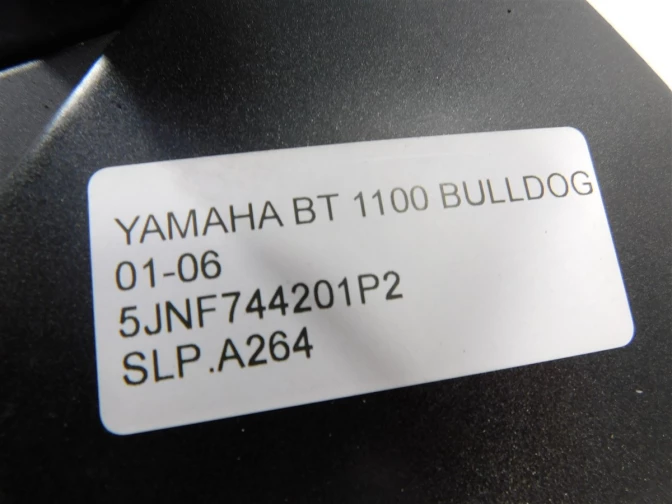 YAMAHA BT 1100 BULLDOG
01-06
5JNF744201P2
SLP.A264